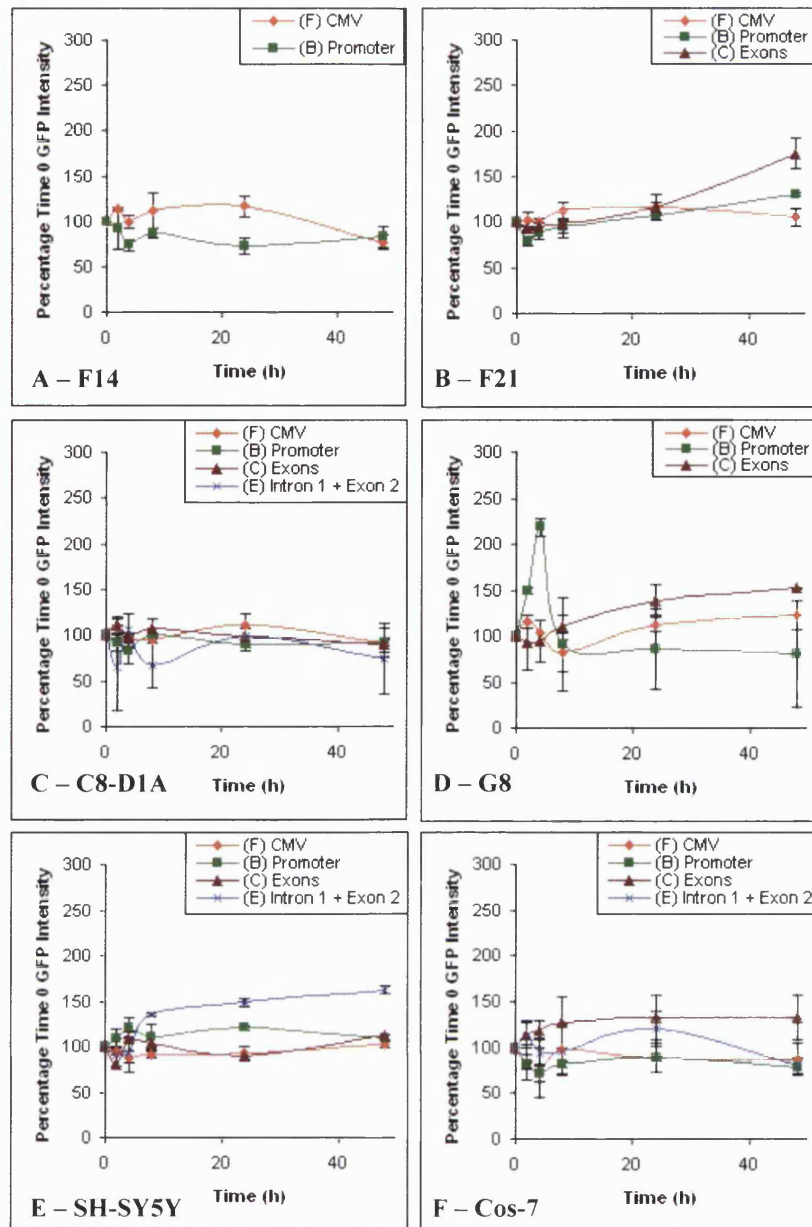 (F) CMV
(B) Promoter
Percentage Time 0 GFP Intensity
300
250
200
150
100
50
0
0
20
40
Time (h)
A – F14
(F) CMV
(B) Promoter
(C) Exons
Percentage Time 0 GFP Intensity
300
250
200
150
100
50
0
0
20
40
Time (h)
B – F21
(F) CMV
(B) Promoter
(C) Exons
(E) Intron 1 + Exon 2
Percentage Time 0 GFP Intensity
300
250
200
150
100
50
0
0
20
40
Time (h)
C – C8-D1A
(F) CMV
(B) Promoter
(C) Exons
Percentage Time 0 GFP Intensity
300
250
200
150
100
50
0
0
20
40
Time (h)
D – G8
(F) CMV
(B) Promoter
(C) Exons
(E) Intron 1 + Exon 2
Percentage Time 0 GFP Intensity
300
250
200
150
100
50
0
0
20
40
Time (h)
E – SH-SY5Y
(F) CMV
(B) Promoter
(C) Exons
(E) Intron 1 + Exon 2
Percentage Time 0 GFP Intensity
300
250
200
150
100
50
0
0
20
40
Time (h)
F – Cos-7